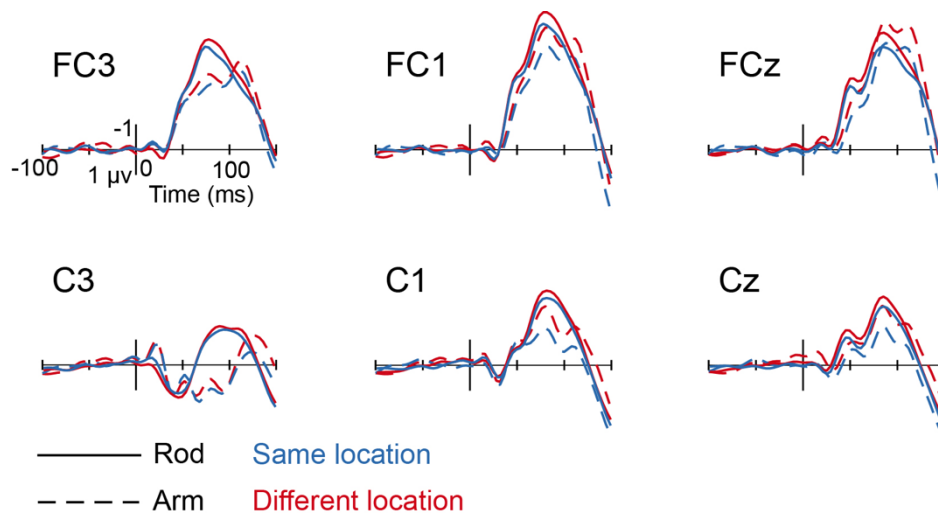 FC3
FC1
FCz
-1
-100
1 μv
0
100
Time (ms)
C3
C1
Cz
Rod
Same location
Arm
Different location